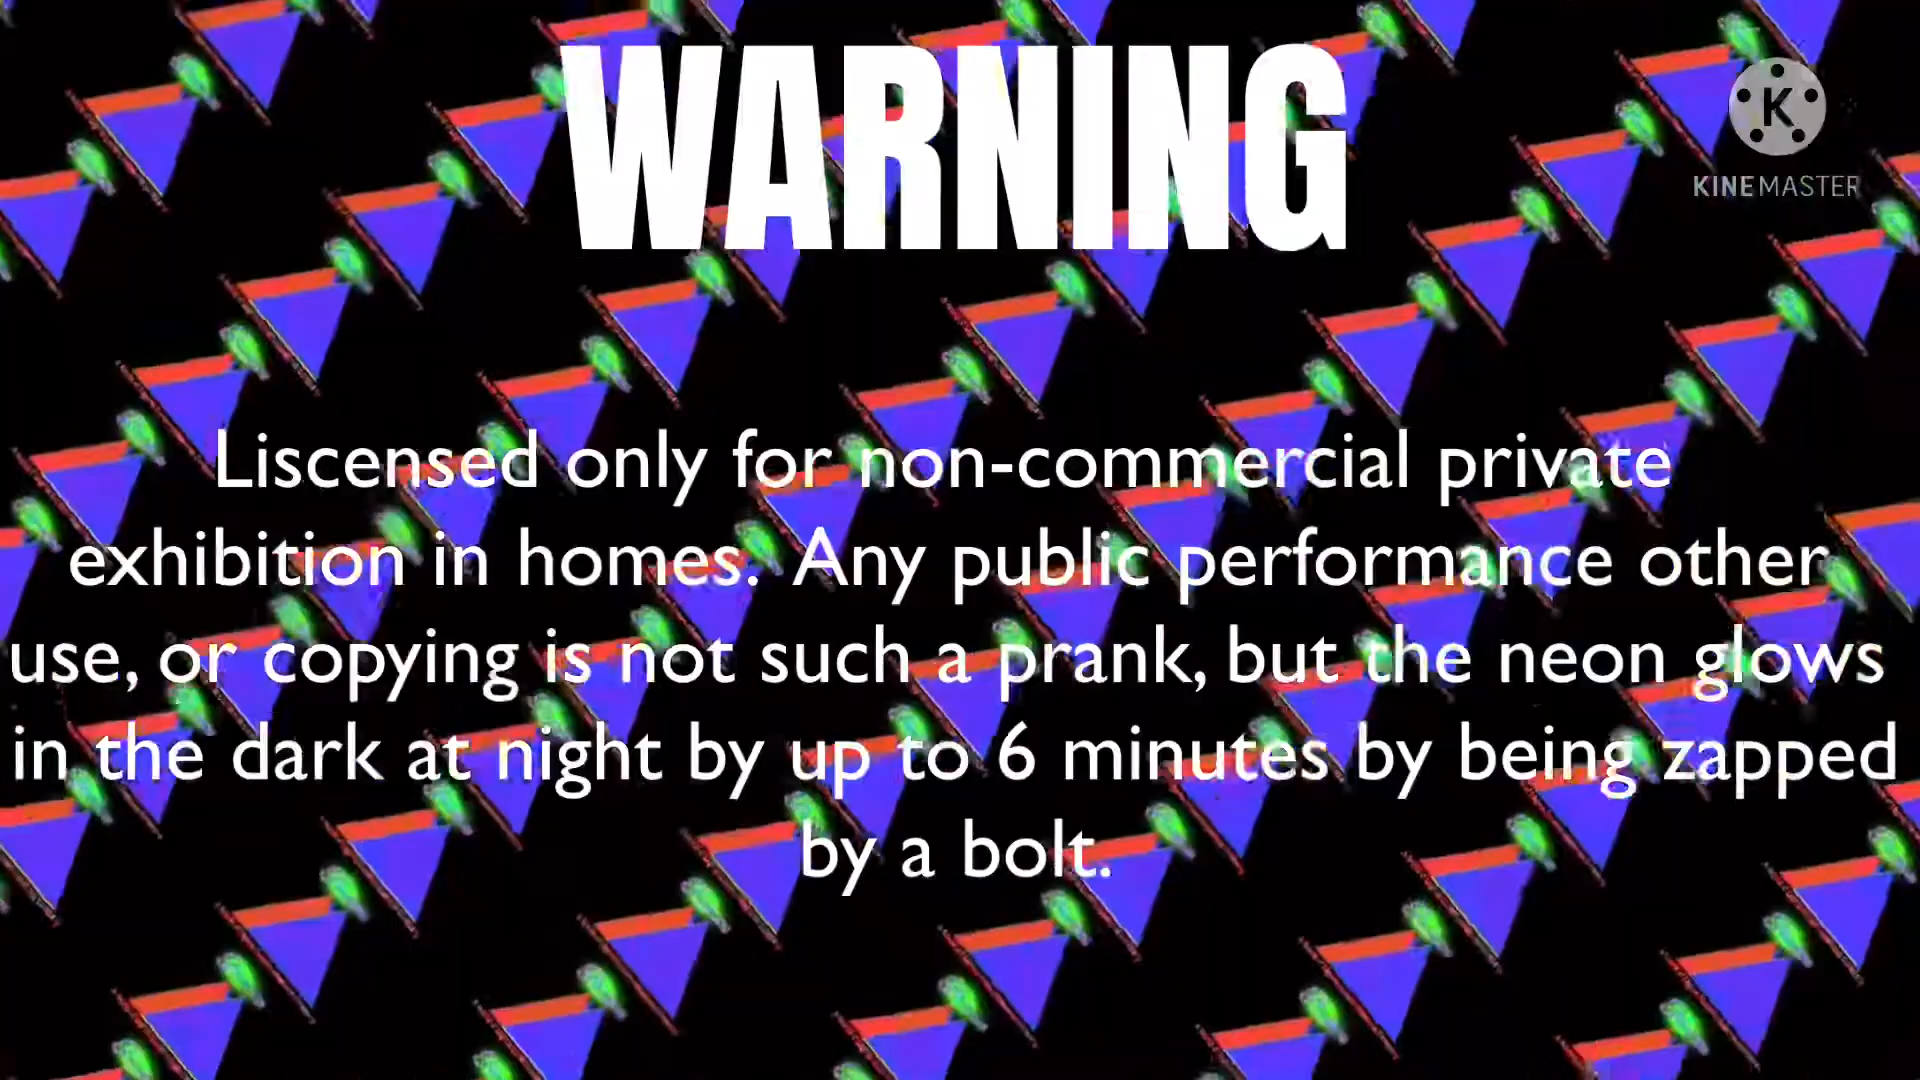 WARNING
KINEMASTER
Liscensed only for non-commercial private
exhibition in homes. Any public performance other
use, or copying is not such a prank, but the neon glows
in the dark at night by up to 6 minutes by being zapped
by a bolt.